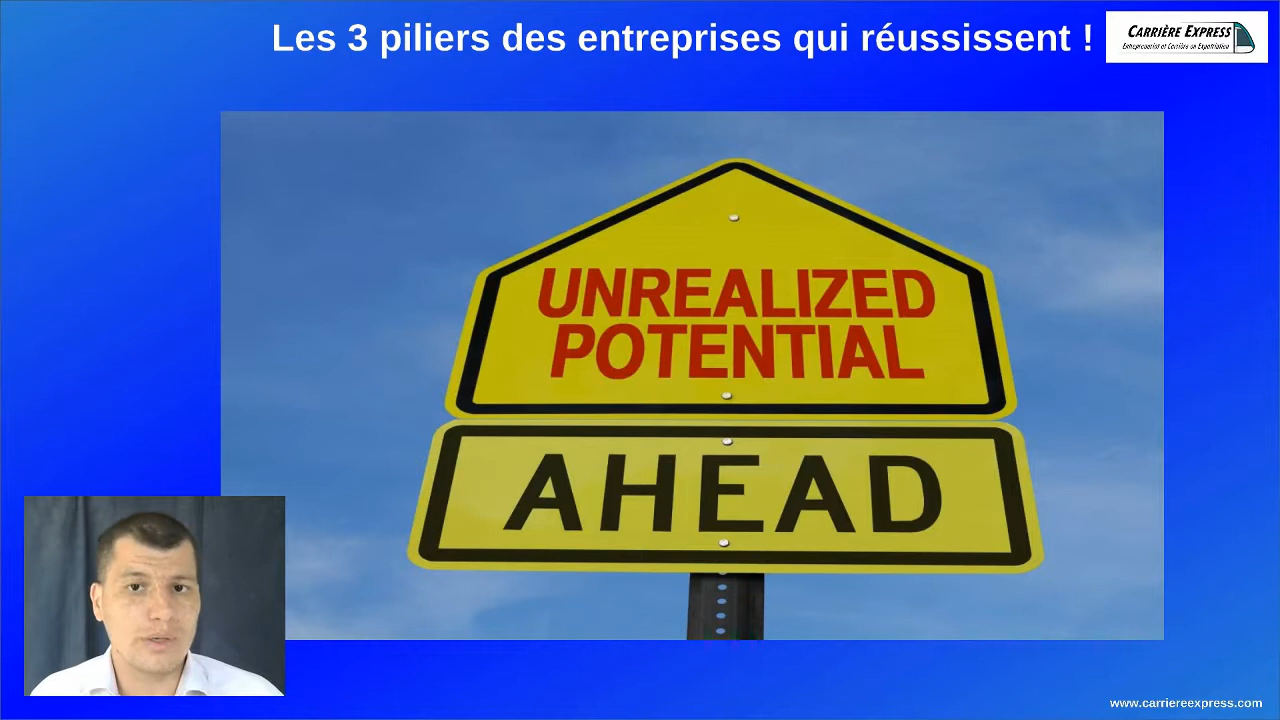 Les 3 piliers des entreprises qui réussissent !
CARRIÈRE EXPRESS
Entrepreneuriat et Carrière en Expatriation
UNREALIZED
POTENTIAL
AHEAD
www.carriereexpress.com